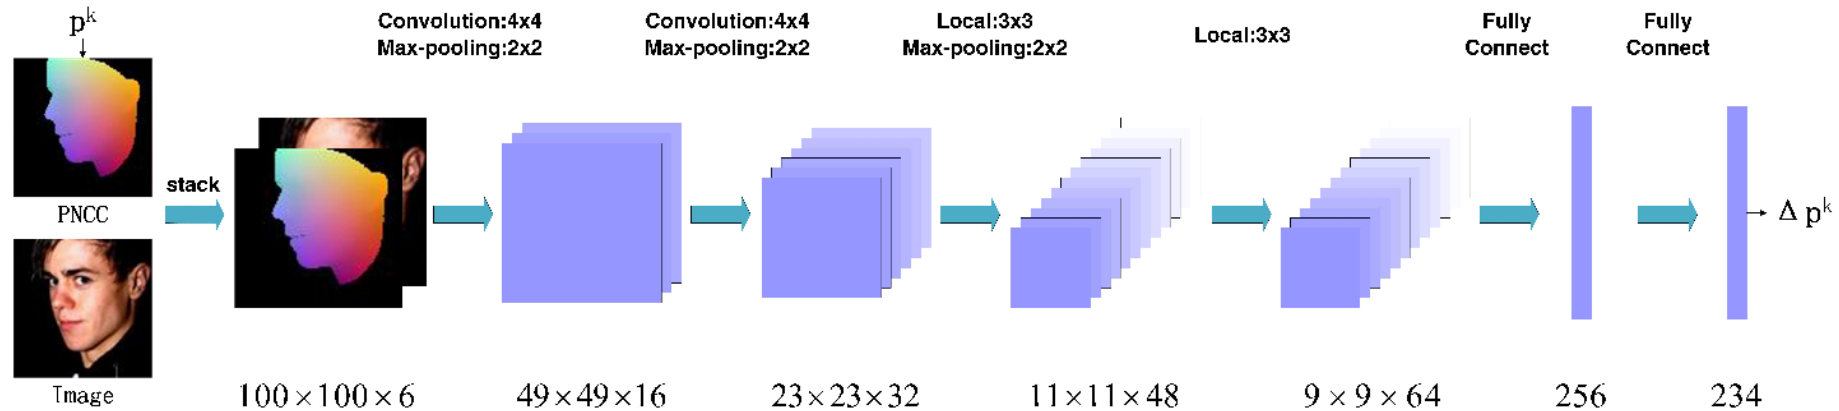 p^k
Convolution:4x4
Max-pooling:2x2
Convolution:4x4
Max-pooling:2x2
Local:3x3
Max-pooling:2x2
Local:3x3
Fully
Connect
Fully
Connect
stack
PNCC
Δ p^k
Image
100×100×6
49×49×16
23×23×32
11×11×48
9×9×64
256
234